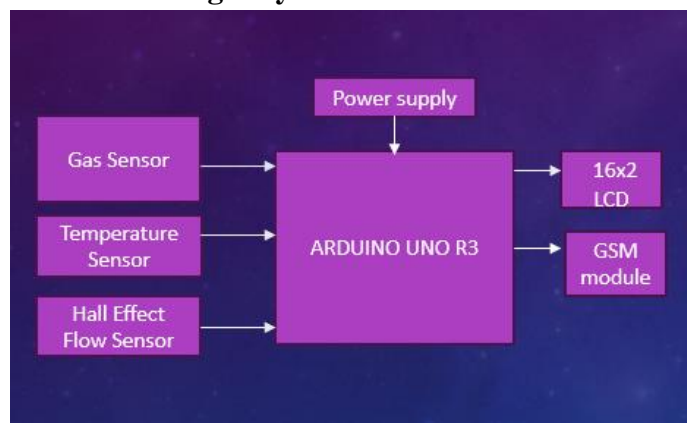 Power supply
Gas Sensor
Temperature
Sensor
Hall Effect
Flow Sensor
ARDUINO UNO R3
16x2
LCD
GSM
module